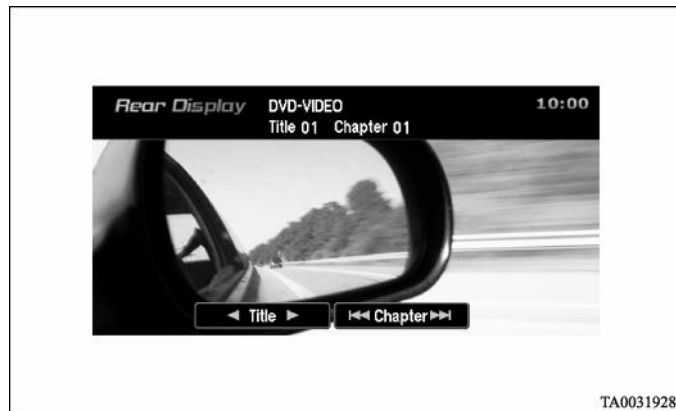 Rear Display DVD-VIDEO 10:00
Title 01 Chapter 01
◀ Title ▶ ⏮ Chapter ⏭
TA0031928